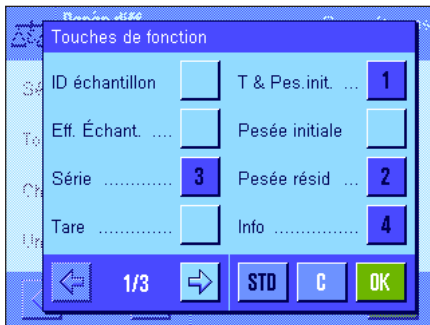 Touches de fonction
ID échantillon
T & Pes.init. ... 1
Eff. Échant. ....
Pesée initiale
Série ............. 3
Pesée résid ... 2
Tare ..............
Info ............. 4
1/3
STD
C
OK